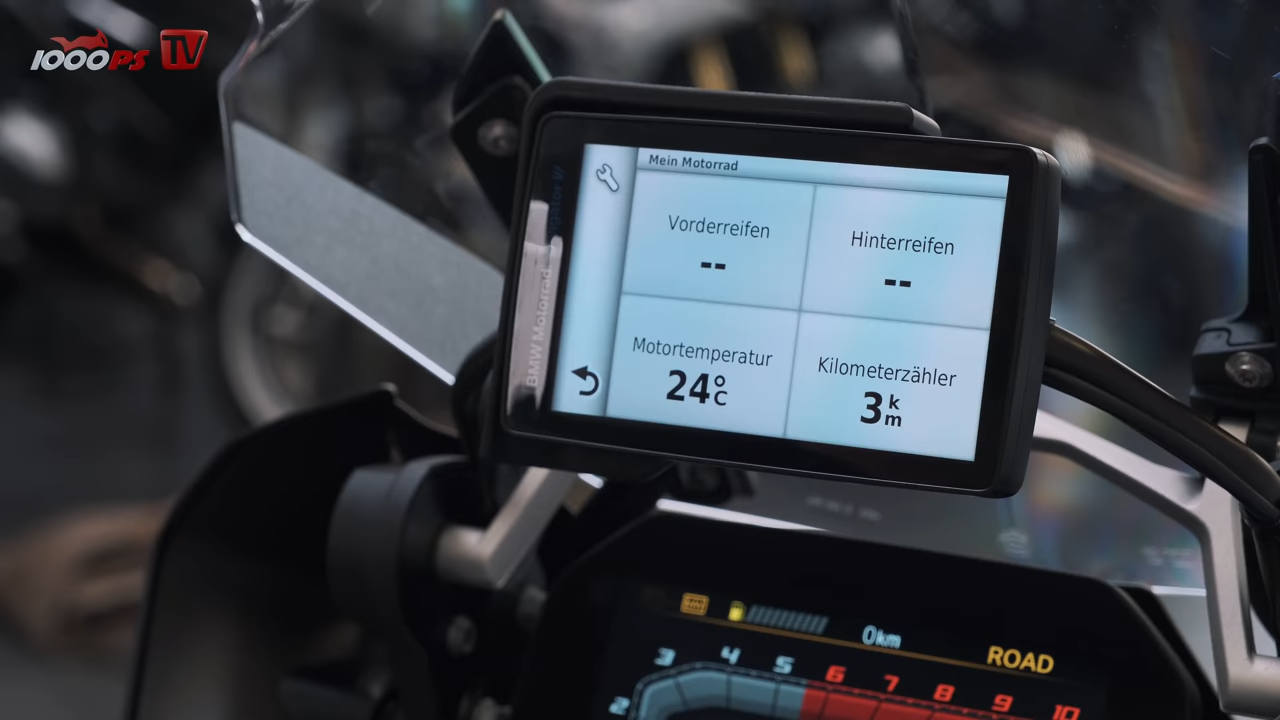 1000PS TV
Mein Motorrad
Vorderreifen
--
Hinterreifen
--
Motortemperatur
24°C
Kilometerzähler
3 km
BMW Motorrad
0km
ROAD
2 3 4 5 6 7 8 9 10